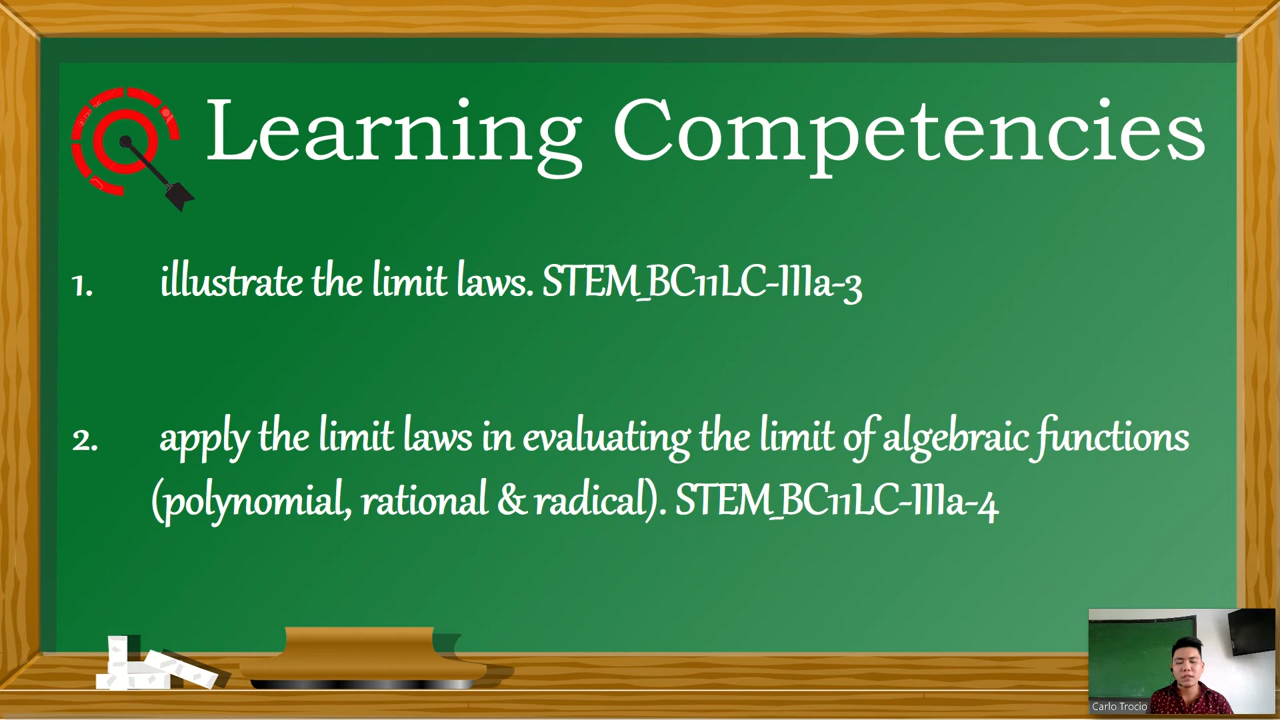 Learning Competencies
1. illustrate the limit laws. STEM_BC11LC-IIIa-3
2. apply the limit laws in evaluating the limit of algebraic functions
(polynomial, rational & radical). STEM_BC11LC-IIIa-4
Carlo Trocio